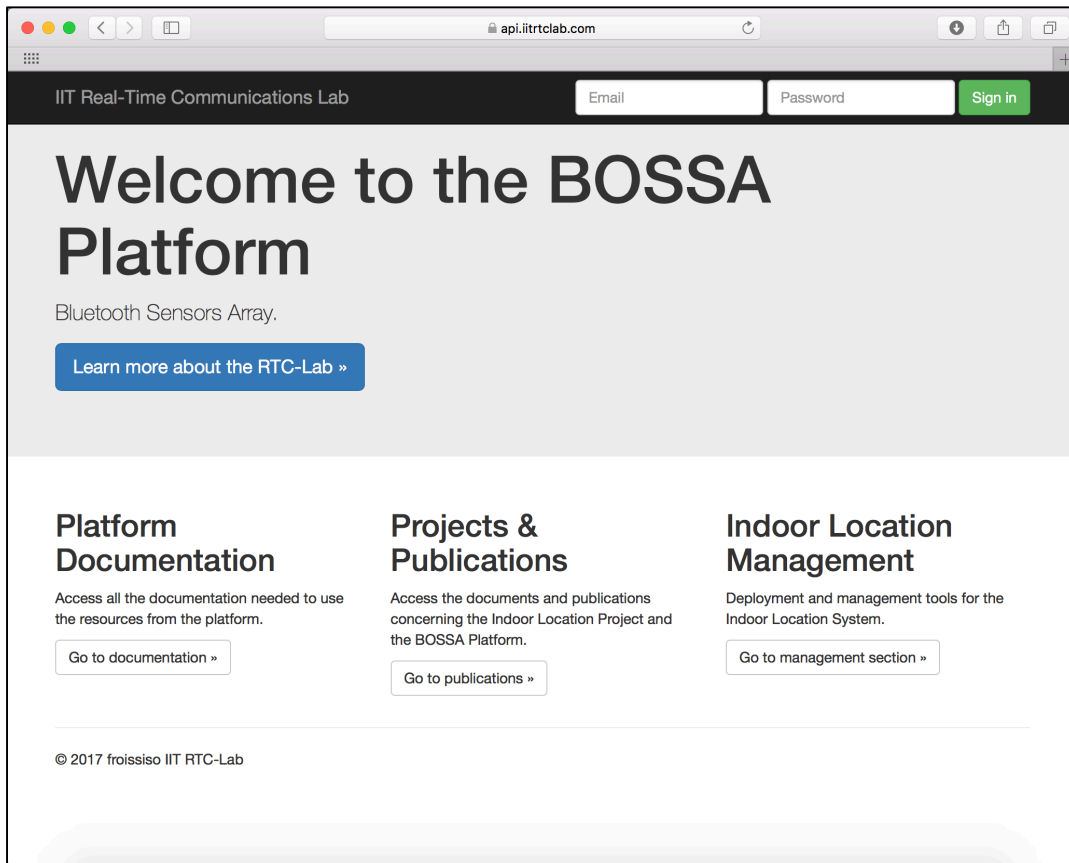 api.iitrtclab.com
IIT Real-Time Communications Lab
Email
Password
Sign in
Welcome to the BOSSA
Platform
Bluetooth Sensors Array.
Learn more about the RTC-Lab »
Platform
Documentation
Access all the documentation needed to use
the resources from the platform.
Go to documentation »
Projects &
Publications
Access the documents and publications
concerning the Indoor Location Project and
the BOSSA Platform.
Go to publications »
Indoor Location
Management
Deployment and management tools for the
Indoor Location System.
Go to management section »
© 2017 froissiso IIT RTC-Lab